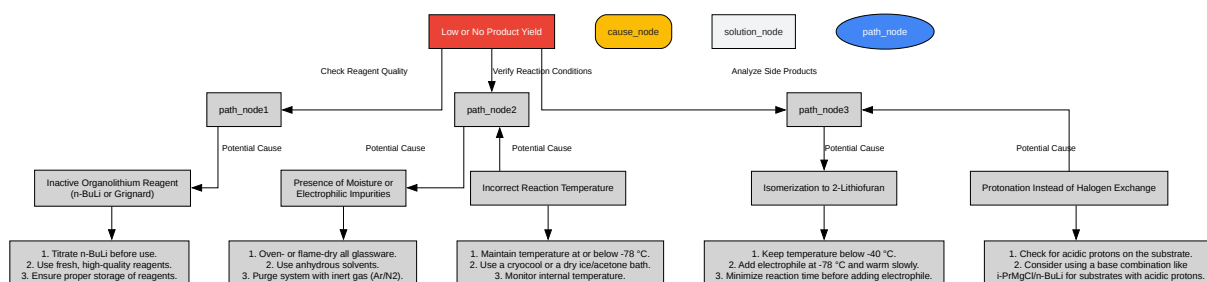 Low or No Product Yield
cause_node
solution_node
path_node
Check Reagent Quality
Verify Reaction Conditions
Analyze Side Products
path_node1
path_node2
path_node3
Potential Cause
Potential Cause
Potential Cause
Potential Cause
Potential Cause
Inactive Organolithium Reagent
(n-BuLi or Grignard)
Presence of Moisture or
Electrophilic Impurities
Incorrect Reaction Temperature
Isomerization to 2-Lithiofuran
Protonation Instead of Halogen Exchange
1. Titrate n-BuLi before use.
2. Use fresh, high-quality reagents.
3. Ensure proper storage of reagents.
1. Oven- or flame-dry all glassware.
2. Use anhydrous solvents.
3. Purge system with inert gas (Ar/N2).
1. Maintain temperature at or below -78 °C.
2. Use a cryocool or a dry ice/acetone bath.
3. Monitor internal temperature.
1. Keep temperature below -40 °C.
2. Add electrophile at -78 °C and warm slowly.
3. Minimize reaction time before adding electrophile.
1. Check for acidic protons on the substrate.
2. Consider using a base combination like
i-PrMgCl/n-BuLi for substrates with acidic protons.